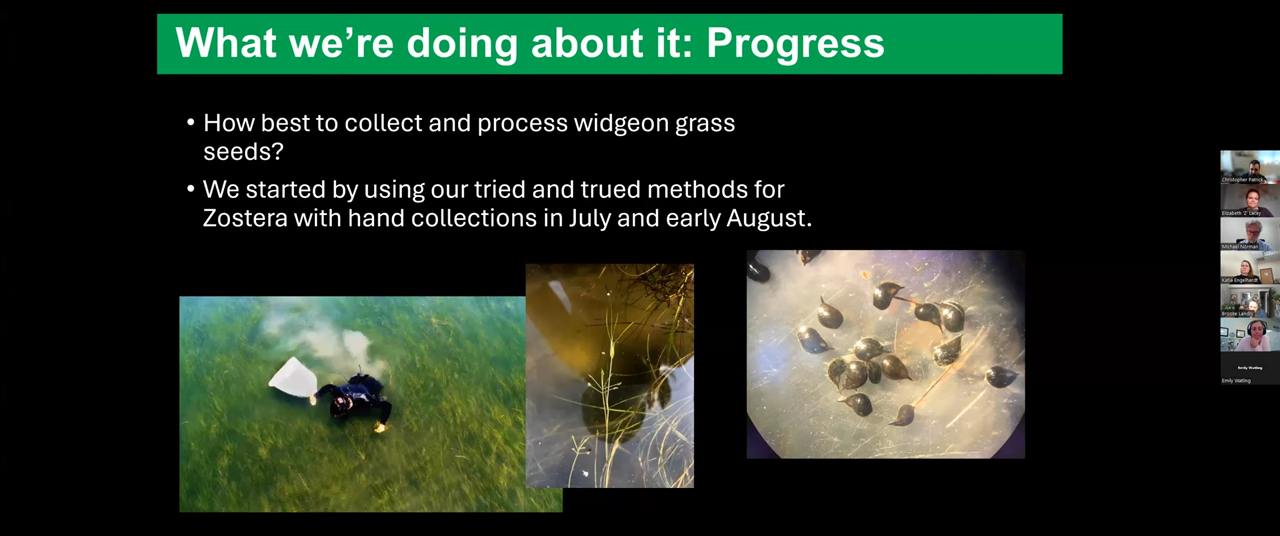 What we’re doing about it: Progress
• How best to collect and process widgeon grass
seeds?
• We started by using our tried and trued methods for
Zostera with hand collections in July and early August.
Christopher Patrick
Elizabeth 'Z' Lacey
Michael Norman
Katia Engelhardt
Brooke Landry
Emily Watling
Emily Watling